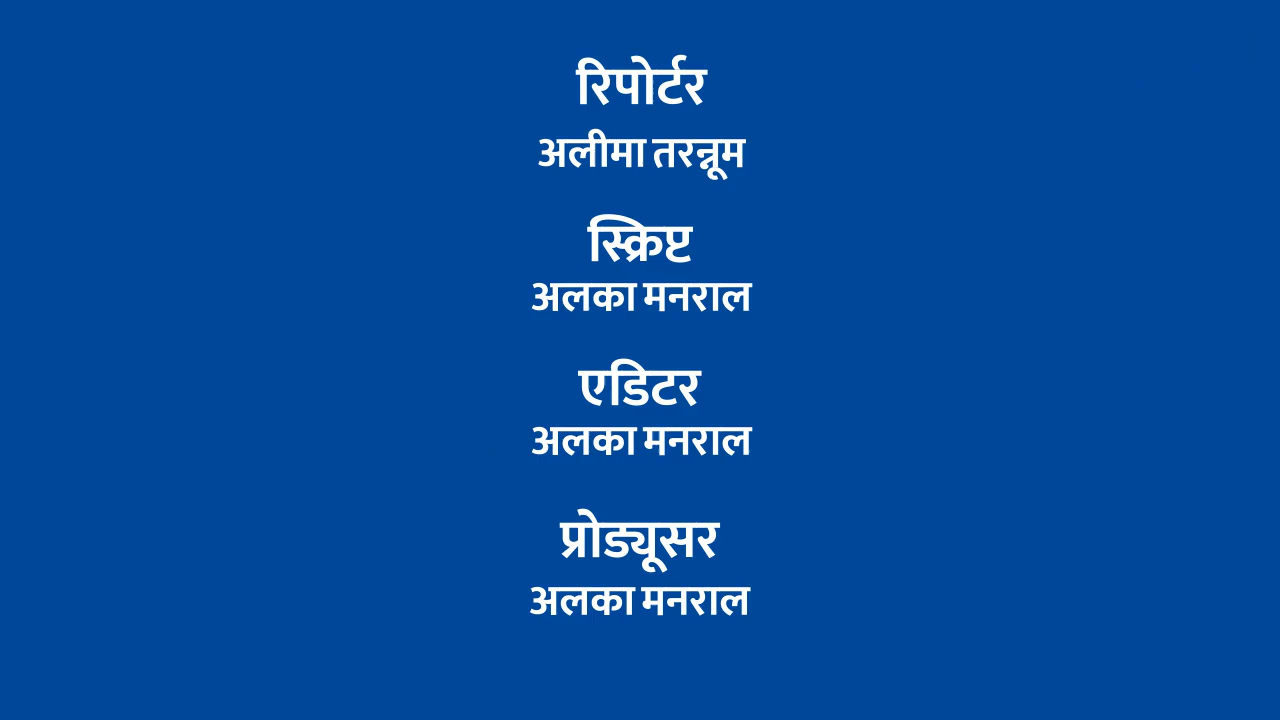 रिपोर्टर
अलीमा तरन्नूम
स्क्रिप्ट
अलका मनराल
एडिटर
अलका मनराल
प्रोड्यूसर
अलका मनराल